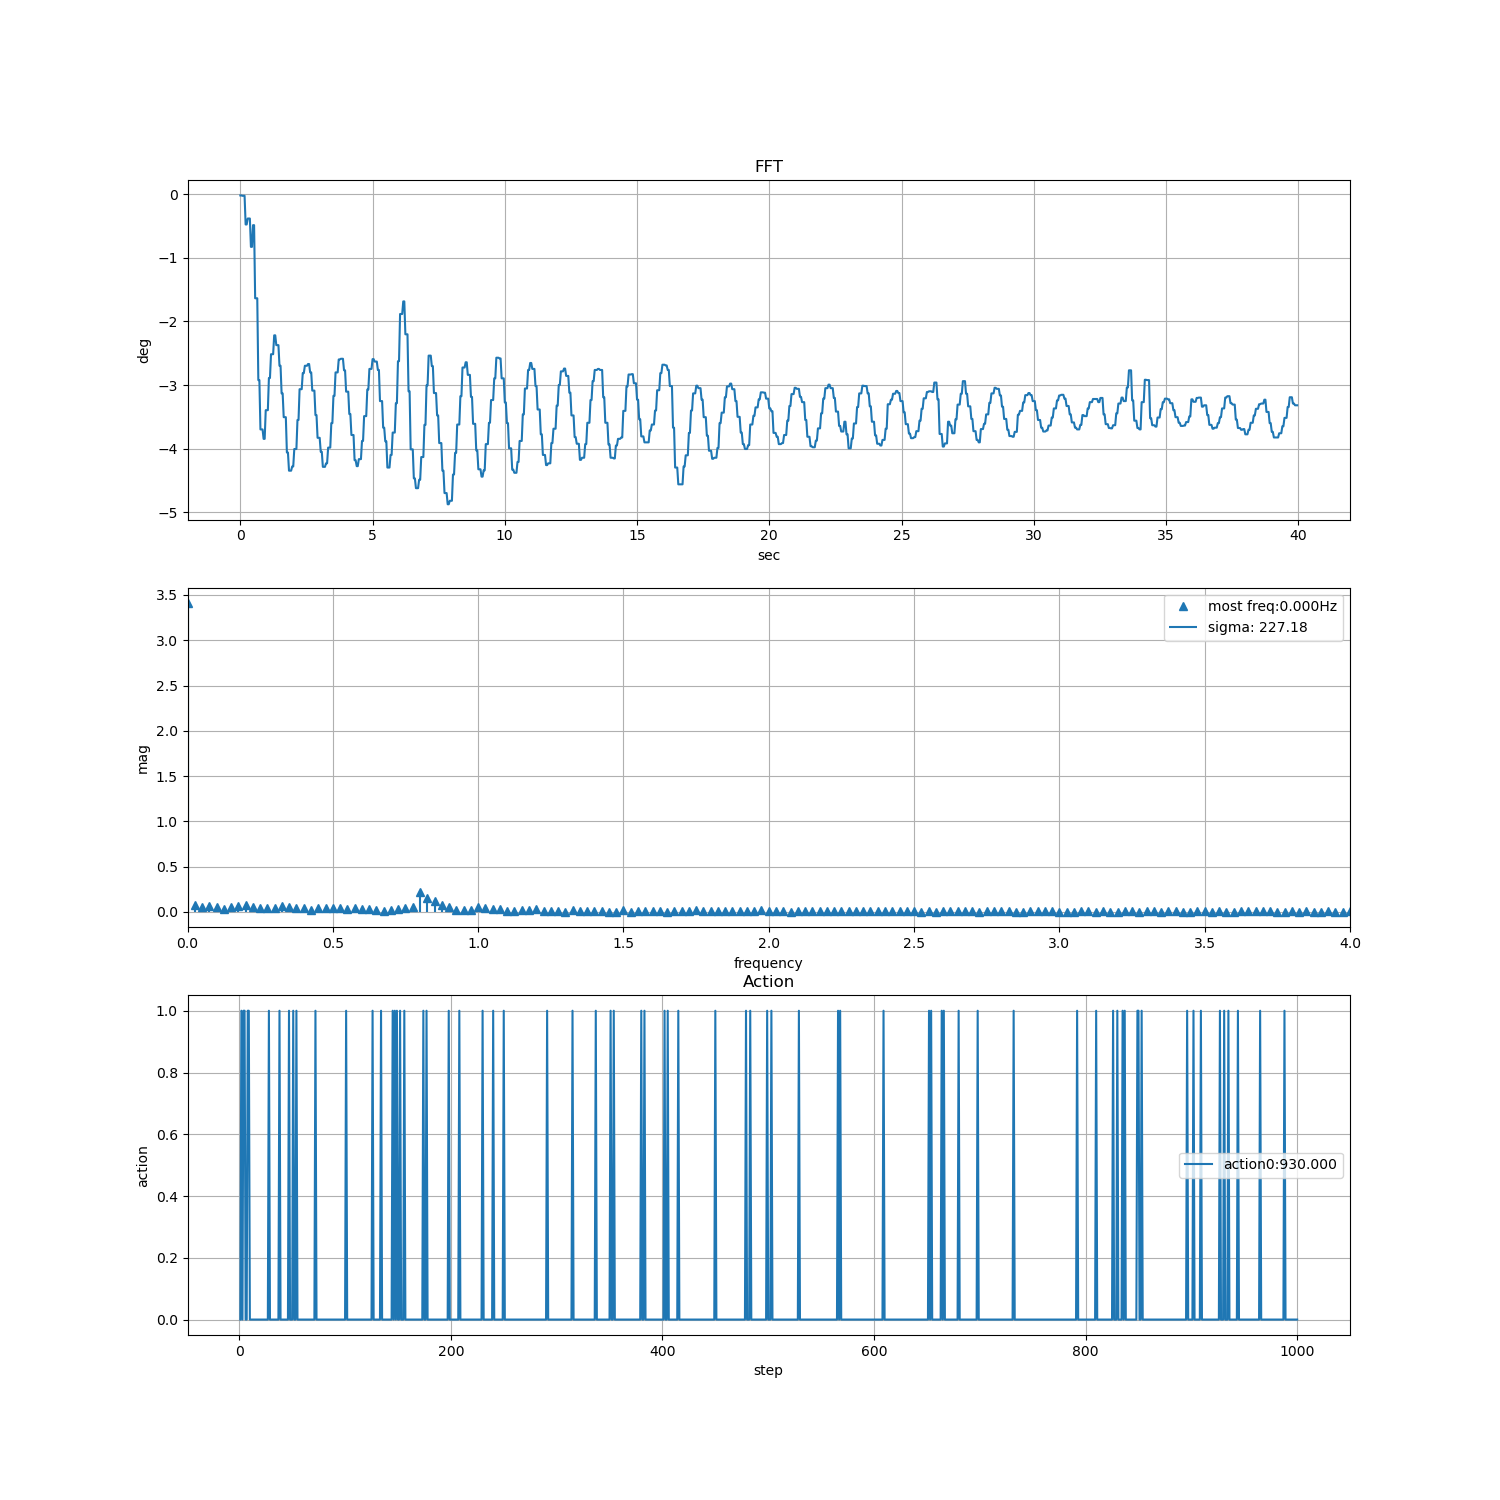 FFT
0
−1
−2
−3
−4
−5
deg
0 5 10 15 20 25 30 35 40
sec
3.5
3.0
2.5
2.0
1.5
1.0
0.5
0.0
mag
most freq:0.000Hz
sigma: 227.18
0.0 0.5 1.0 1.5 2.0 2.5 3.0 3.5 4.0
frequency
Action
1.0
0.8
0.6
0.4
0.2
0.0
action
action0:930.000
0 200 400 600 800 1000
step